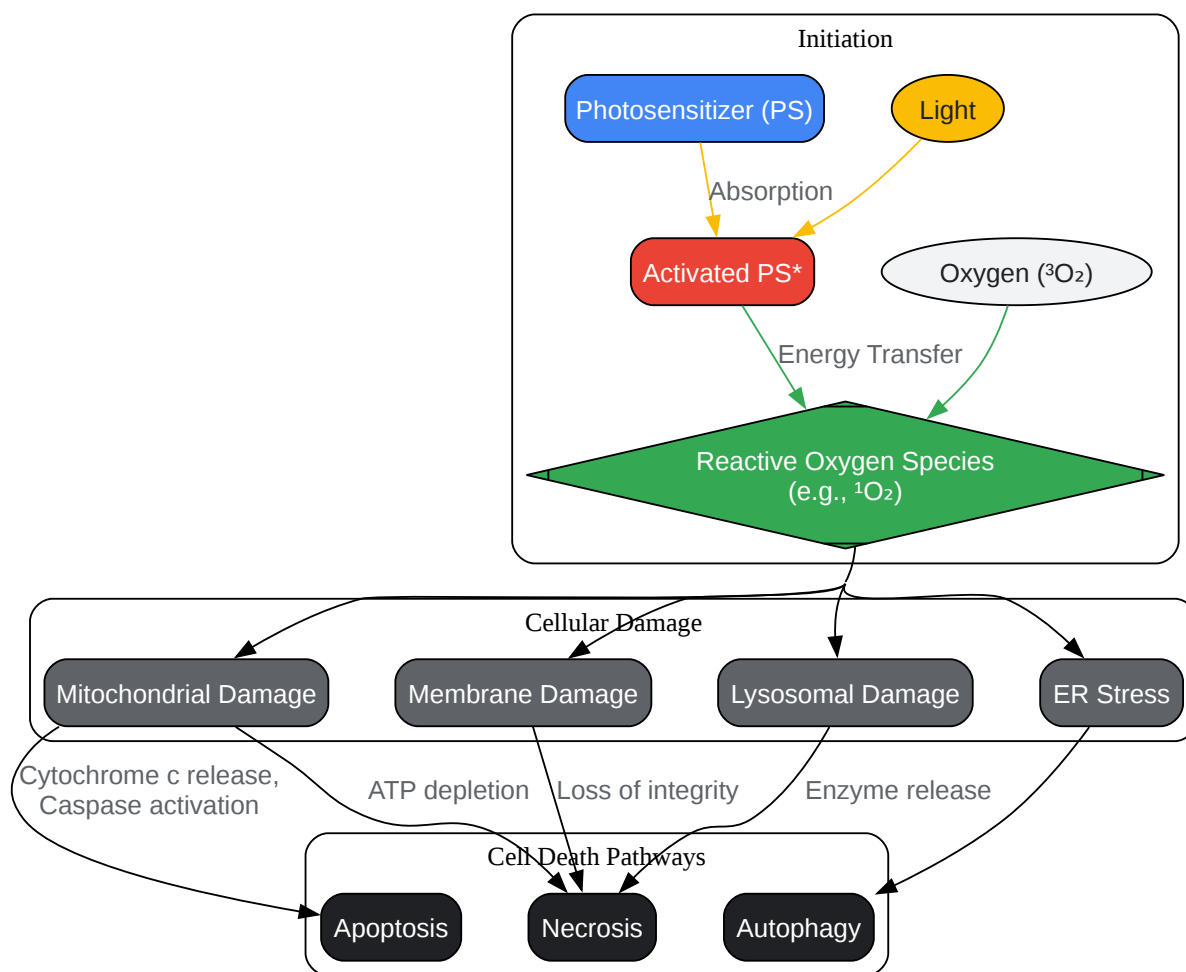 Initiation
Photosensitizer (PS)
Light
Absorption
Activated PS*
Oxygen (³O₂)
Energy Transfer
Reactive Oxygen Species
(e.g., ¹O₂)
Cellular Damage
Mitochondrial Damage
Membrane Damage
Lysosomal Damage
ER Stress
Cytochrome c release,
Caspase activation
ATP depletion
Loss of integrity
Enzyme release
Cell Death Pathways
Apoptosis
Necrosis
Autophagy